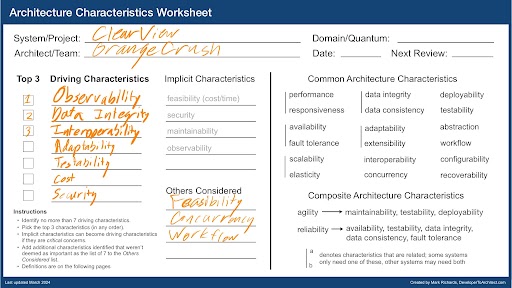 Architecture Characteristics Worksheet
System/Project: ClearView
Domain/Quantum:
Architect/Team: OrangeCrush
Date:
Next Review:
Top 3
Driving Characteristics
1 Observability
2 Data Integrity
3 Interoperability
Adaptability
Testability
Cost
Security
Implicit Characteristics
feasibility (cost/time)
security
maintainability
observability
Others Considered
Feasibility
Concurrency
Workflow
Instructions
• Identify no more than 7 driving characteristics.
• Pick the top 3 characteristics (in any order).
• Implicit characteristics can become driving characteristics if they are critical concerns.
• Add additional characteristics identified that weren't deemed as important as the list of 7 to the Others Considered list.
• Definitions are on the following pages.
Common Architecture Characteristics
performance
responsiveness
availability
fault tolerance
scalability
elasticity
data integrity
data consistency
adaptability
extensibility
interoperability
concurrency
deployability
testability
abstraction
workflow
configurability
recoverability
Composite Architecture Characteristics
agility → maintainability, testability, deployability
reliability → availability, testability, data integrity,
data consistency, fault tolerance
a
b
denotes characteristics that are related; some systems
only need one of these, other systems may need both
Last updated March 2024
Created by Mark Richards, DeveloperToArchitect.com